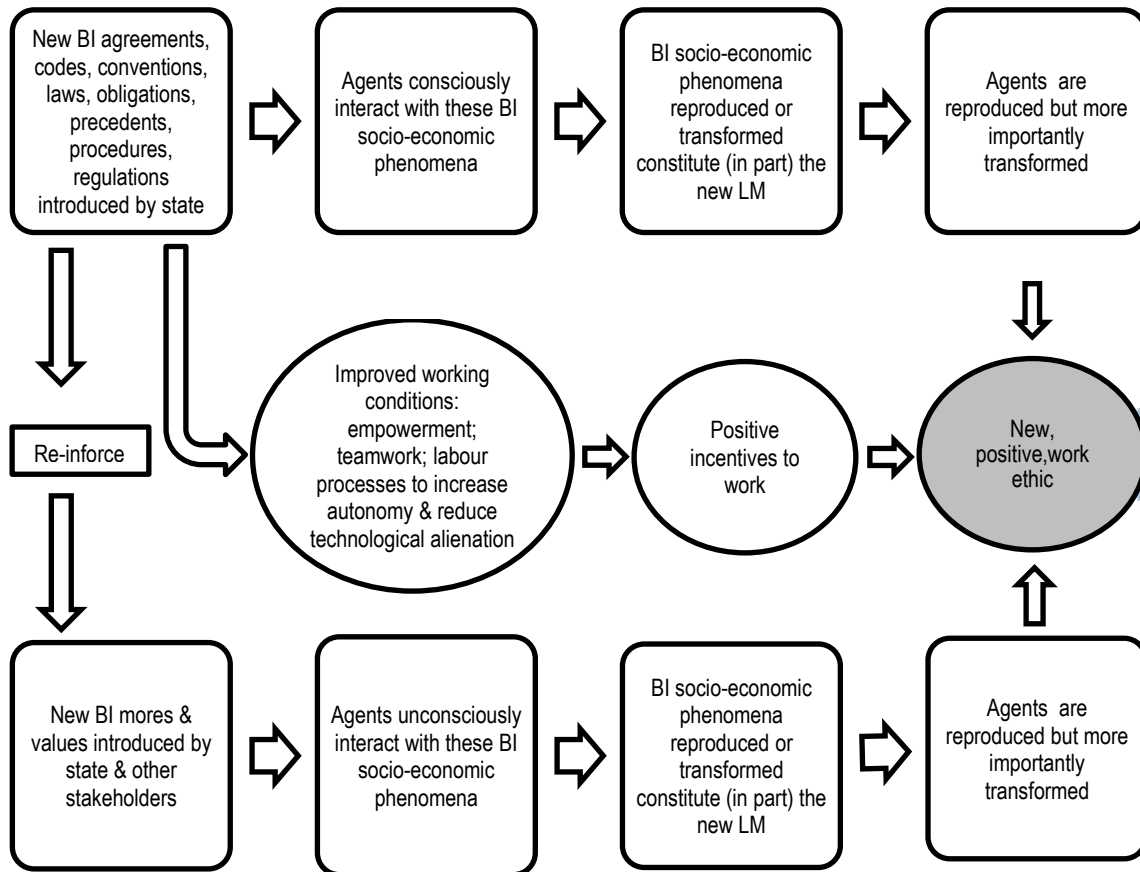 New BI agreements,
codes, conventions,
laws, obligations,
precedents,
procedures,
regulations
introduced by state
Agents consciously
interact with these BI
socio-economic
phenomena
BI socio-economic
phenomena
reproduced or
transformed
constitute (in part) the
new LM
Agents are
reproduced but more
importantly
transformed
Re-inforce
Improved working
conditions:
empowerment;
teamwork; labour
processes to increase
autonomy & reduce
technological alienation
Positive
incentives to
work
New,
positive,work
ethic
New BI mores &
values introduced by
state & other
stakeholders
Agents unconsciously
interact with these BI
socio-economic
phenomena
BI socio-economic
phenomena
reproduced or
transformed
constitute (in part) the
new LM
Agents are
reproduced but more
importantly
transformed